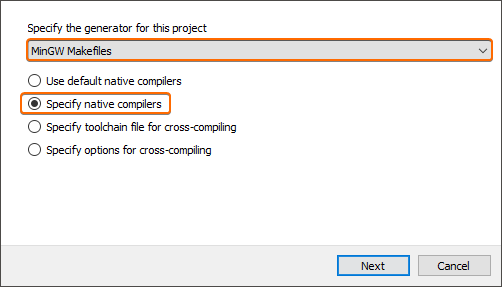 Specify the generator for this project
MinGW Makefiles
Use default native compilers
Specify native compilers
Specify toolchain file for cross-compiling
Specify options for cross-compiling
Next Cancel